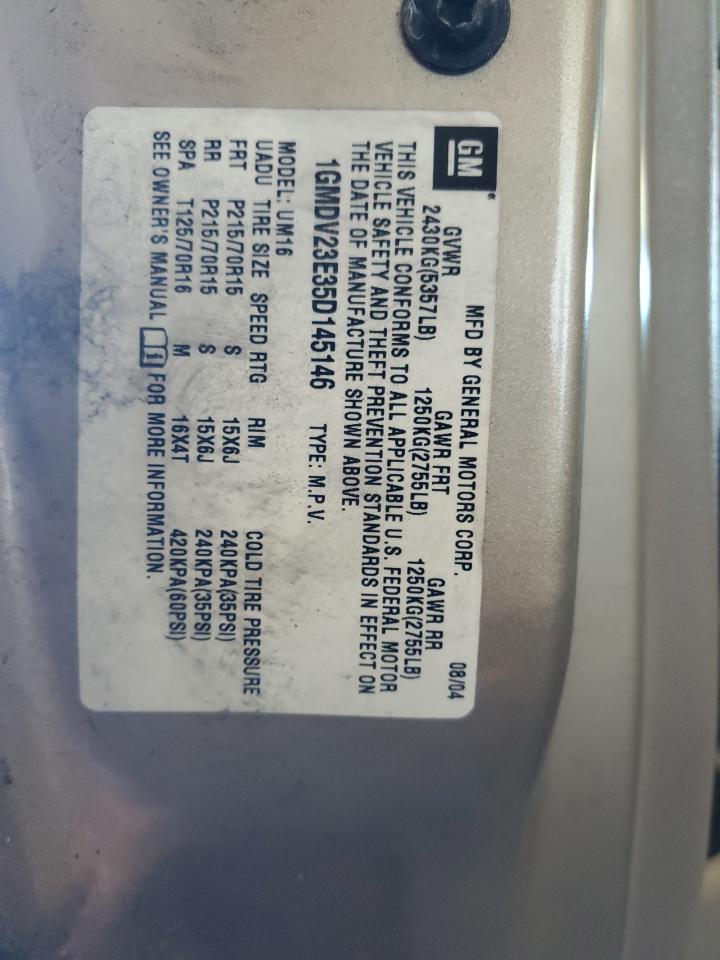 GM®
MFD BY GENERAL MOTORS CORP. 08/04
GVWR GAWR FRT GAWR RR
2430KG(5357LB) 1250KG(2755LB) 1250KG(2755LB)
THIS VEHICLE CONFORMS TO ALL APPLICABLE U.S. FEDERAL MOTOR
VEHICLE SAFETY AND THEFT PREVENTION STANDARDS IN EFFECT ON
THE DATE OF MANUFACTURE SHOWN ABOVE.
1GMDV23E35D145146 TYPE: M.P.V.
MODEL: UM16
UADU TIRE SIZE SPEED RTG RIM COLD TIRE PRESSURE
FRT P215/70R15 S 15X6J 240KPA(35PSI)
RR P215/70R15 S 15X6J 240KPA(35PSI)
SPA T125/70R16 M 16X4T 420KPA(60PSI)
SEE OWNER'S MANUAL FOR MORE INFORMATION.